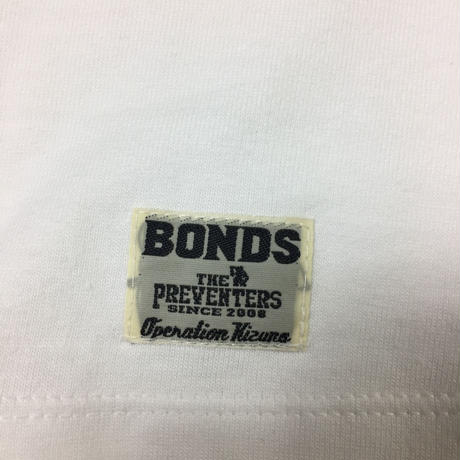 BONDS
THE
PREVENTERS
SINCE 2008
Operation Kizuna